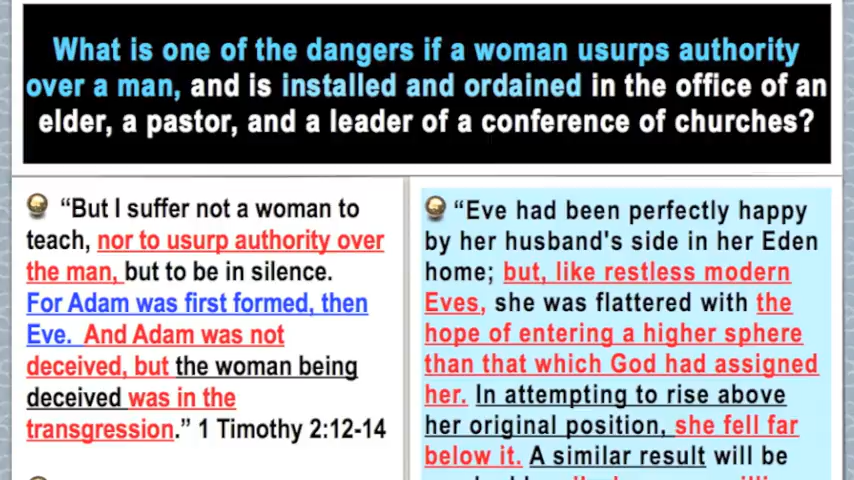 What is one of the dangers if a woman usurps authority
over a man, and is installed and ordained in the office of an
elder, a pastor, and a leader of a conference of churches?
“But I suffer not a woman to
teach, nor to usurp authority over
the man, but to be in silence.
For Adam was first formed, then
Eve. And Adam was not
deceived, but the woman being
deceived was in the
transgression.” 1 Timothy 2:12-14
“Eve had been perfectly happy
by her husband's side in her Eden
home; but, like restless modern
Eves, she was flattered with the
hope of entering a higher sphere
than that which God had assigned
her. In attempting to rise above
her original position, she fell far
below it. A similar result will be